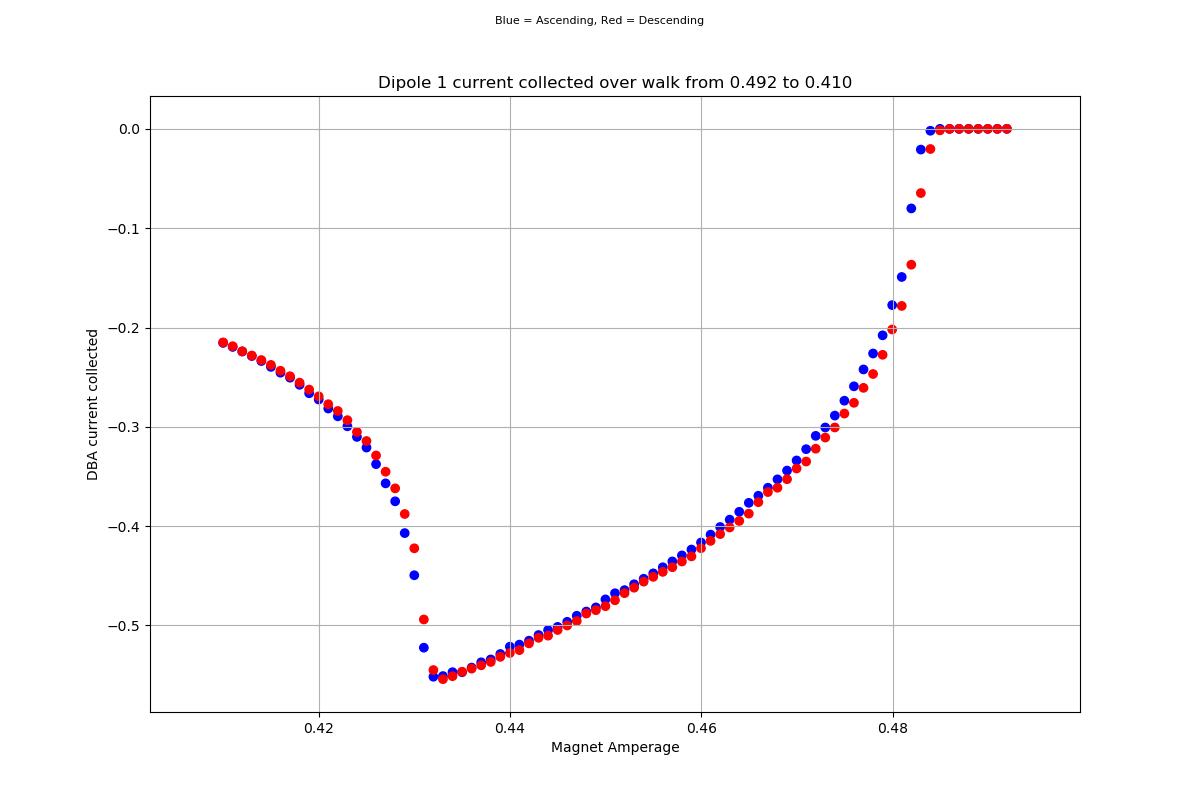 Blue = Ascending, Red = Descending
Dipole 1 current collected over walk from 0.492 to 0.410
0.0
−0.1
−0.2
−0.3
−0.4
−0.5
DBA current collected
0.42
0.44
0.46
0.48
Magnet Amperage